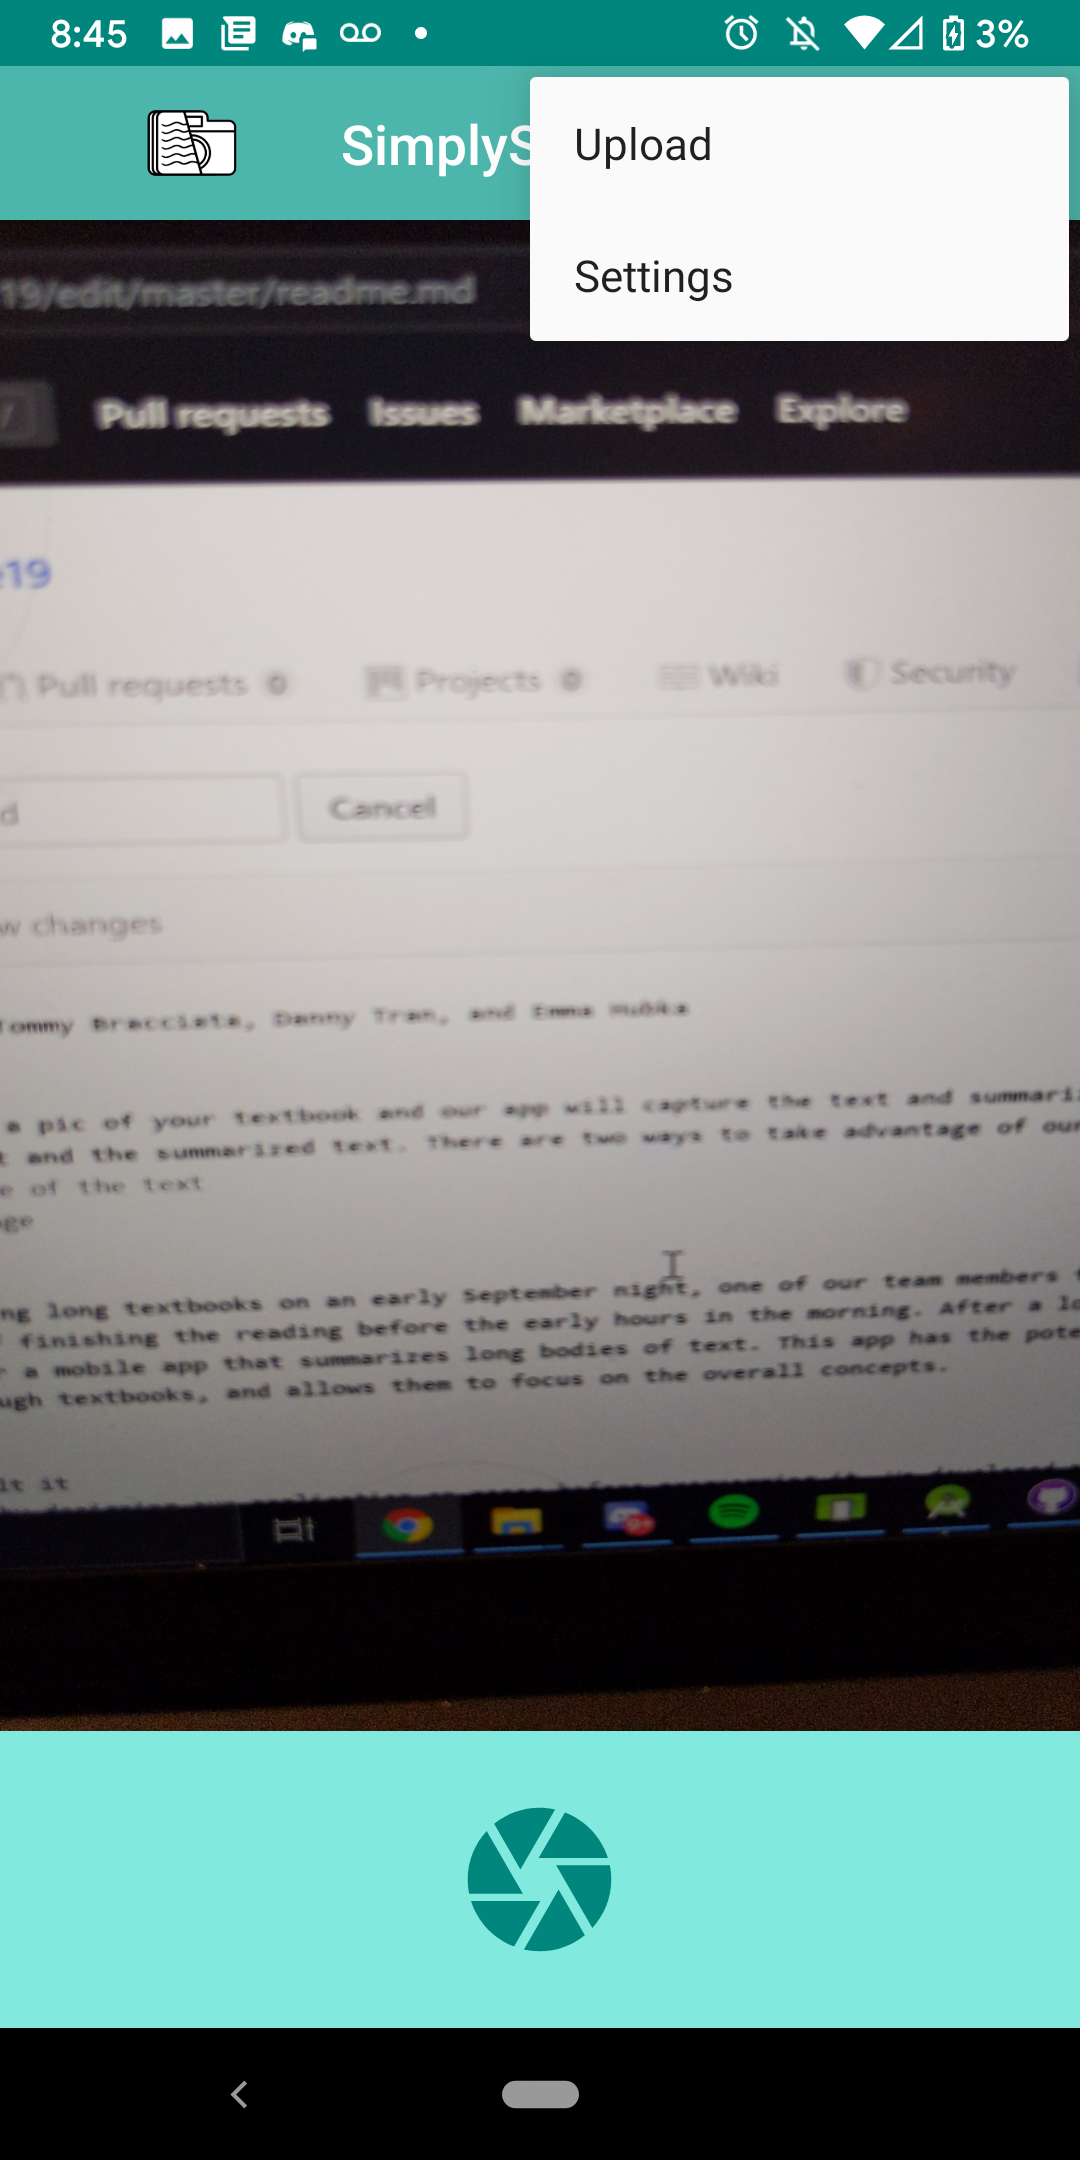 8:45 3%
SimplyS
Upload
Settings
19/edit/master/readme.md
/ Pull requests Issues Marketplace Explore
e19
Pull requests 0 Projects 0 Wiki Security
d Cancel
w changes
Tommy Bracciata, Danny Tran, and Emma Hubka
a pic of your textbook and our app will capture the text and summari
t and the summarized text. There are two ways to take advantage of our
e of the text
age
ng long textbooks on an early September night, one of our team members
finishing the reading before the early hours in the morning. After a lo
r a mobile app that summarizes long bodies of text. This app has the pote
ugh textbooks, and allows them to focus on the overall concepts.
lt it